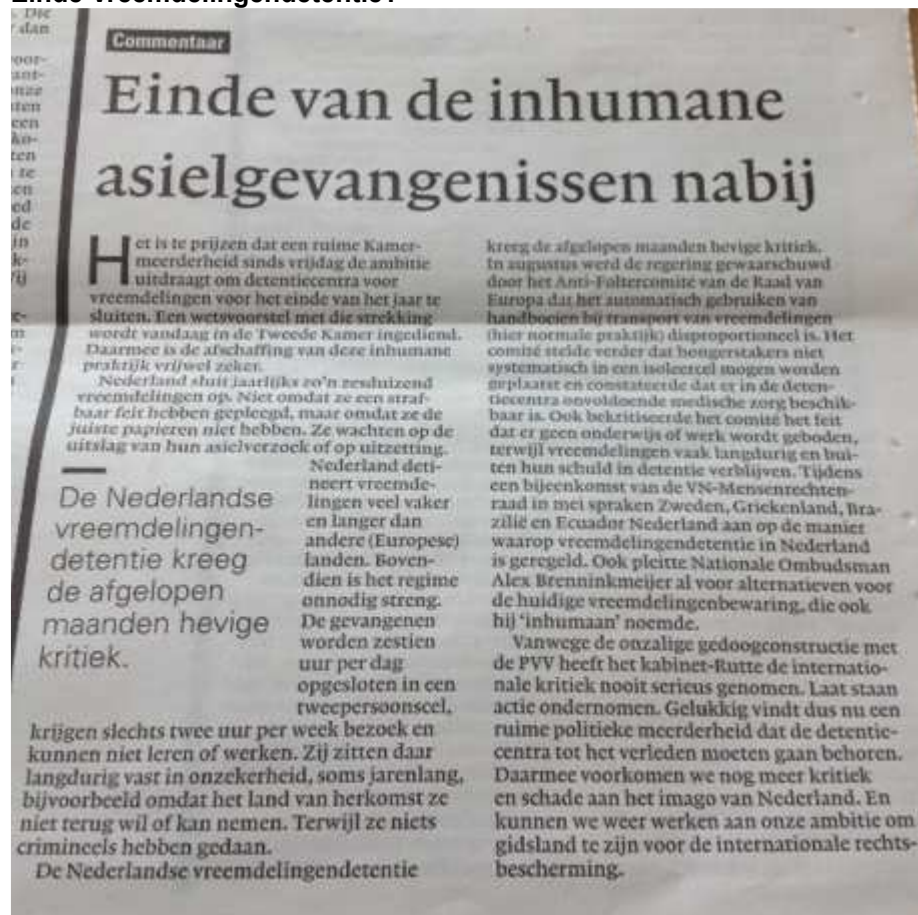 Einde vreemdelingendetentie?
Commentaar
Einde van de inhumane
asielgevangenissen nabij
Het is te prijzen dat een ruime Kamer-
meerderheid sinds vrijdag de ambitie
uitdraagt om detentiecentra voor
vreemdelingen voor het einde van het jaar te
sluiten. Een wetsvoorstel met die strekking
wordt vandaag in de Tweede Kamer ingediend.
Daarmee is de afschaffing van deze inhumane
praktijk vrijwel zeker.
Nederland sluit jaarlijks zo'n zesduizend
vreemdelingen op. Niet omdat ze een straf-
baar feit hebben gepleegd, maar omdat ze de
juiste papieren niet hebben. Ze wachten op de
uitslag van hun asielverzoek of op uitzetting.
Nederland deti-
neert vreemde-
lingen veel vaker
en langer dan
andere (Europese)
landen. Boven-
dien is het regime
onnodig streng.
De gevangenen
worden zestien
uur per dag
opgesloten in een
tweepersoonscel,
krijgen slechts twee uur per week bezoek en
kunnen niet leren of werken. Zij zitten daar
langdurig vast in onzekerheid, soms jarenlang,
bijvoorbeeld omdat het land van herkomst ze
niet terug wil of kan nemen. Terwijl ze niets
crimineels hebben gedaan.
De Nederlandse vreemdelingendetentie
De Nederlandse
vreemdelingen-
detentie kreeg
de afgelopen
maanden hevige
kritiek.
kreeg de afgelopen maanden hevige kritiek.
In augustus werd de regering gewaarschuwd
door het Anti-Foltercomité van de Raad van
Europa dat het automatisch gebruiken van
handboeien bij transport van vreemdelingen
(hier normale praktijk) disproportioneel is. Het
comité stelde verder dat hongerstakers niet
systematisch in een isoleercel mogen worden
geplaatst en constateerde dat er in de deten-
tiecentra onvoldoende medische zorg beschik-
baar is. Ook bekritiseerde het comité het feit
dat er geen onderwijs of werk wordt geboden,
terwijl vreemdelingen vaak langdurig en bui-
ten hun schuld in detentie verblijven. Tijdens
een bijeenkomst van de VN-Mensenrechten-
raad in mei spraken Zweden, Griekenland, Bra-
zilië en Ecuador Nederland aan op de manier
waarop vreemdelingendetentie in Nederland
is geregeld. Ook pleitte Nationale Ombudsman
Alex Brenninkmeijer al voor alternatieven voor
de huidige vreemdelingenbewaring, die ook
hij 'inhumaan' noemde.
Vanwege de onzalige gedoogconstructie met
de PVV heeft het kabinet-Rutte de internatio-
nale kritiek nooit serieus genomen. Laat staan
actie ondernomen. Gelukkig vindt dus nu een
ruime politieke meerderheid dat de detentie-
centra tot het verleden moeten gaan behoren.
Daarmee voorkomen we nog meer kritiek
en schade aan het imago van Nederland. En
kunnen we weer werken aan onze ambitie om
gidsland te zijn voor de internationale rechts-
bescherming.